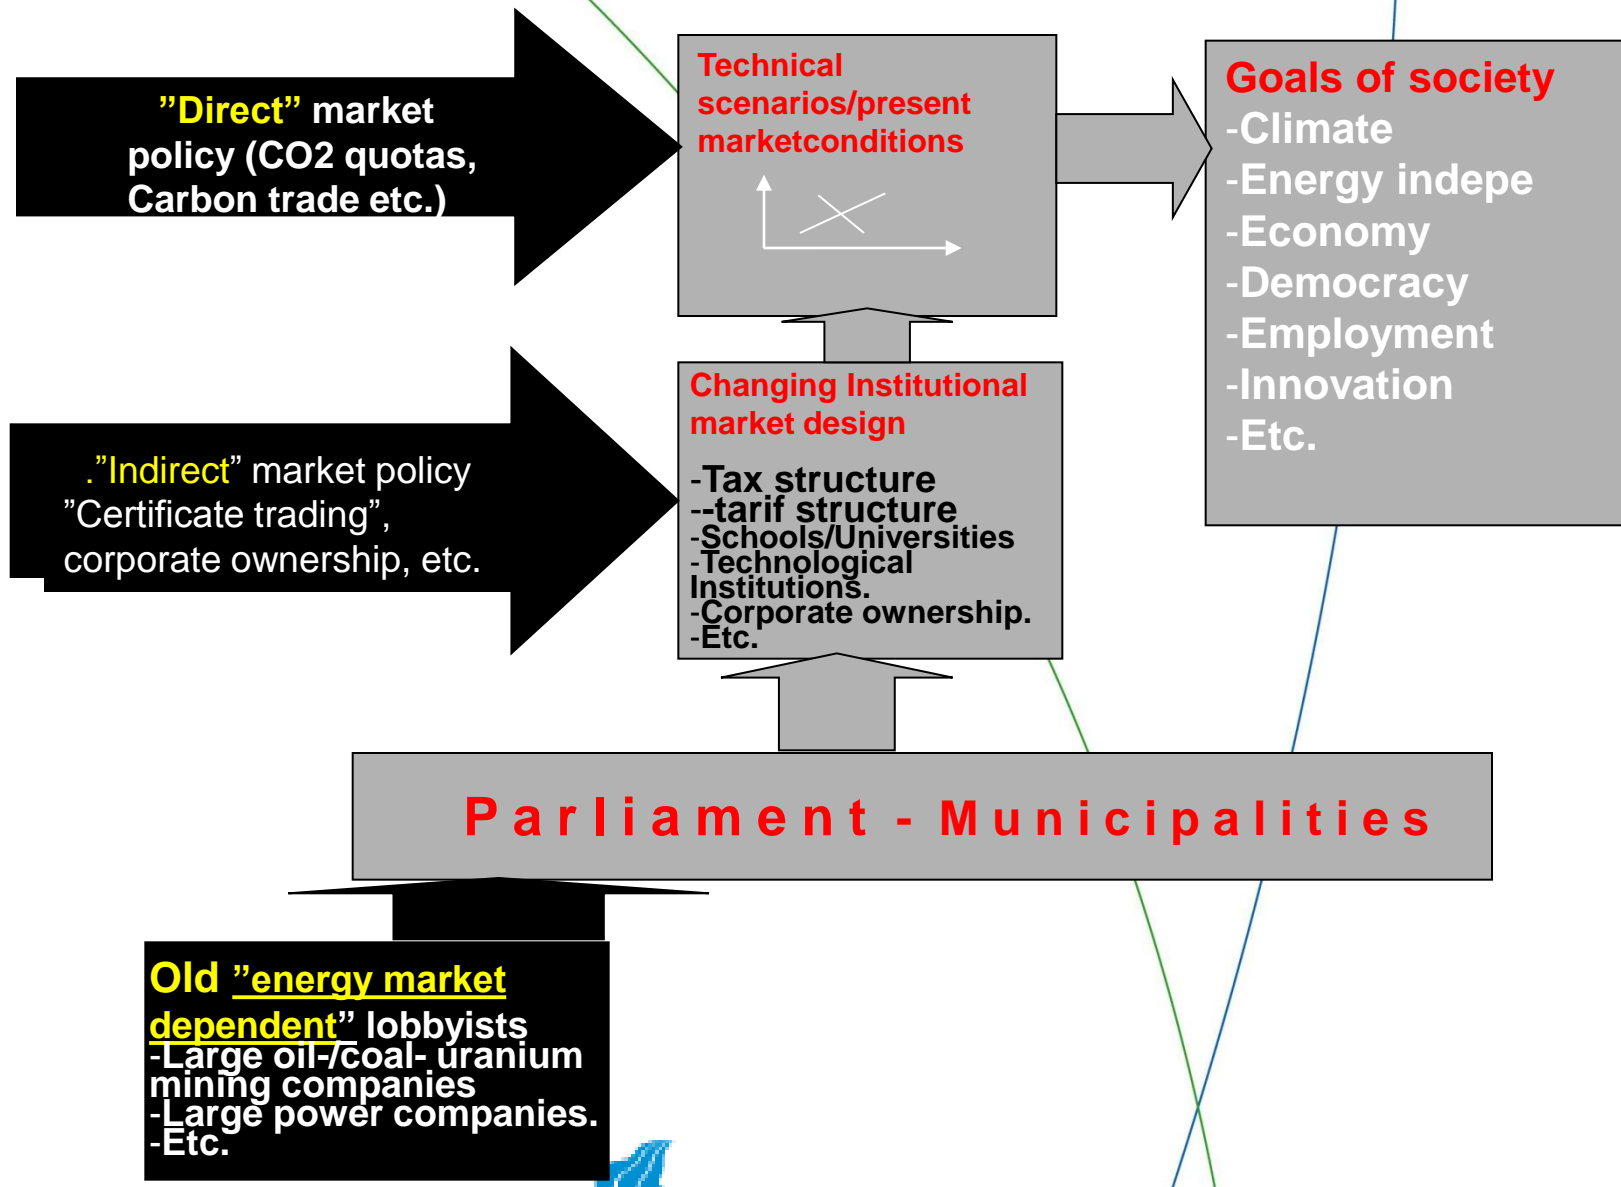 ”Direct” market
policy (CO2 quotas,
Carbon trade etc.)
Technical
scenarios/present
marketconditions
Goals of society
-Climate
-Energy indepe
-Economy
-Democracy
-Employment
-Innovation
-Etc.
.”Indirect” market policy
”Certificate trading”,
corporate ownership, etc.
Changing Institutional
market design
-Tax structure
--tarif structure
-Schools/Universities
-Technological
Institutions.
-Corporate ownership.
-Etc.
Parliament - Municipalities
Old ”energy market
dependent” lobbyists
-Large oil-/coal- uranium
mining companies
-Large power companies.
-Etc.